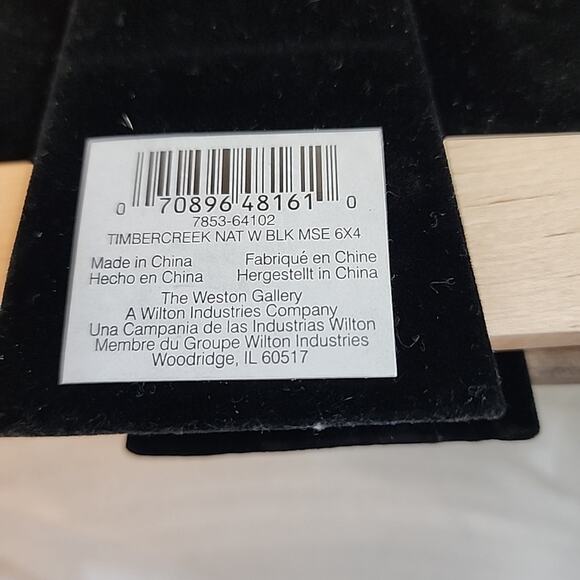 0 70896 48161 0
7853-64102
TIMBERCREEK NAT W BLK MSE 6X4
Made in China Fabriqué en Chine
Hecho en China Hergestellt in China
The Weston Gallery
A Wilton Industries Company
Una Campania de las Industrias Wilton
Membre du Groupe Wilton Industries
Woodridge, IL 60517